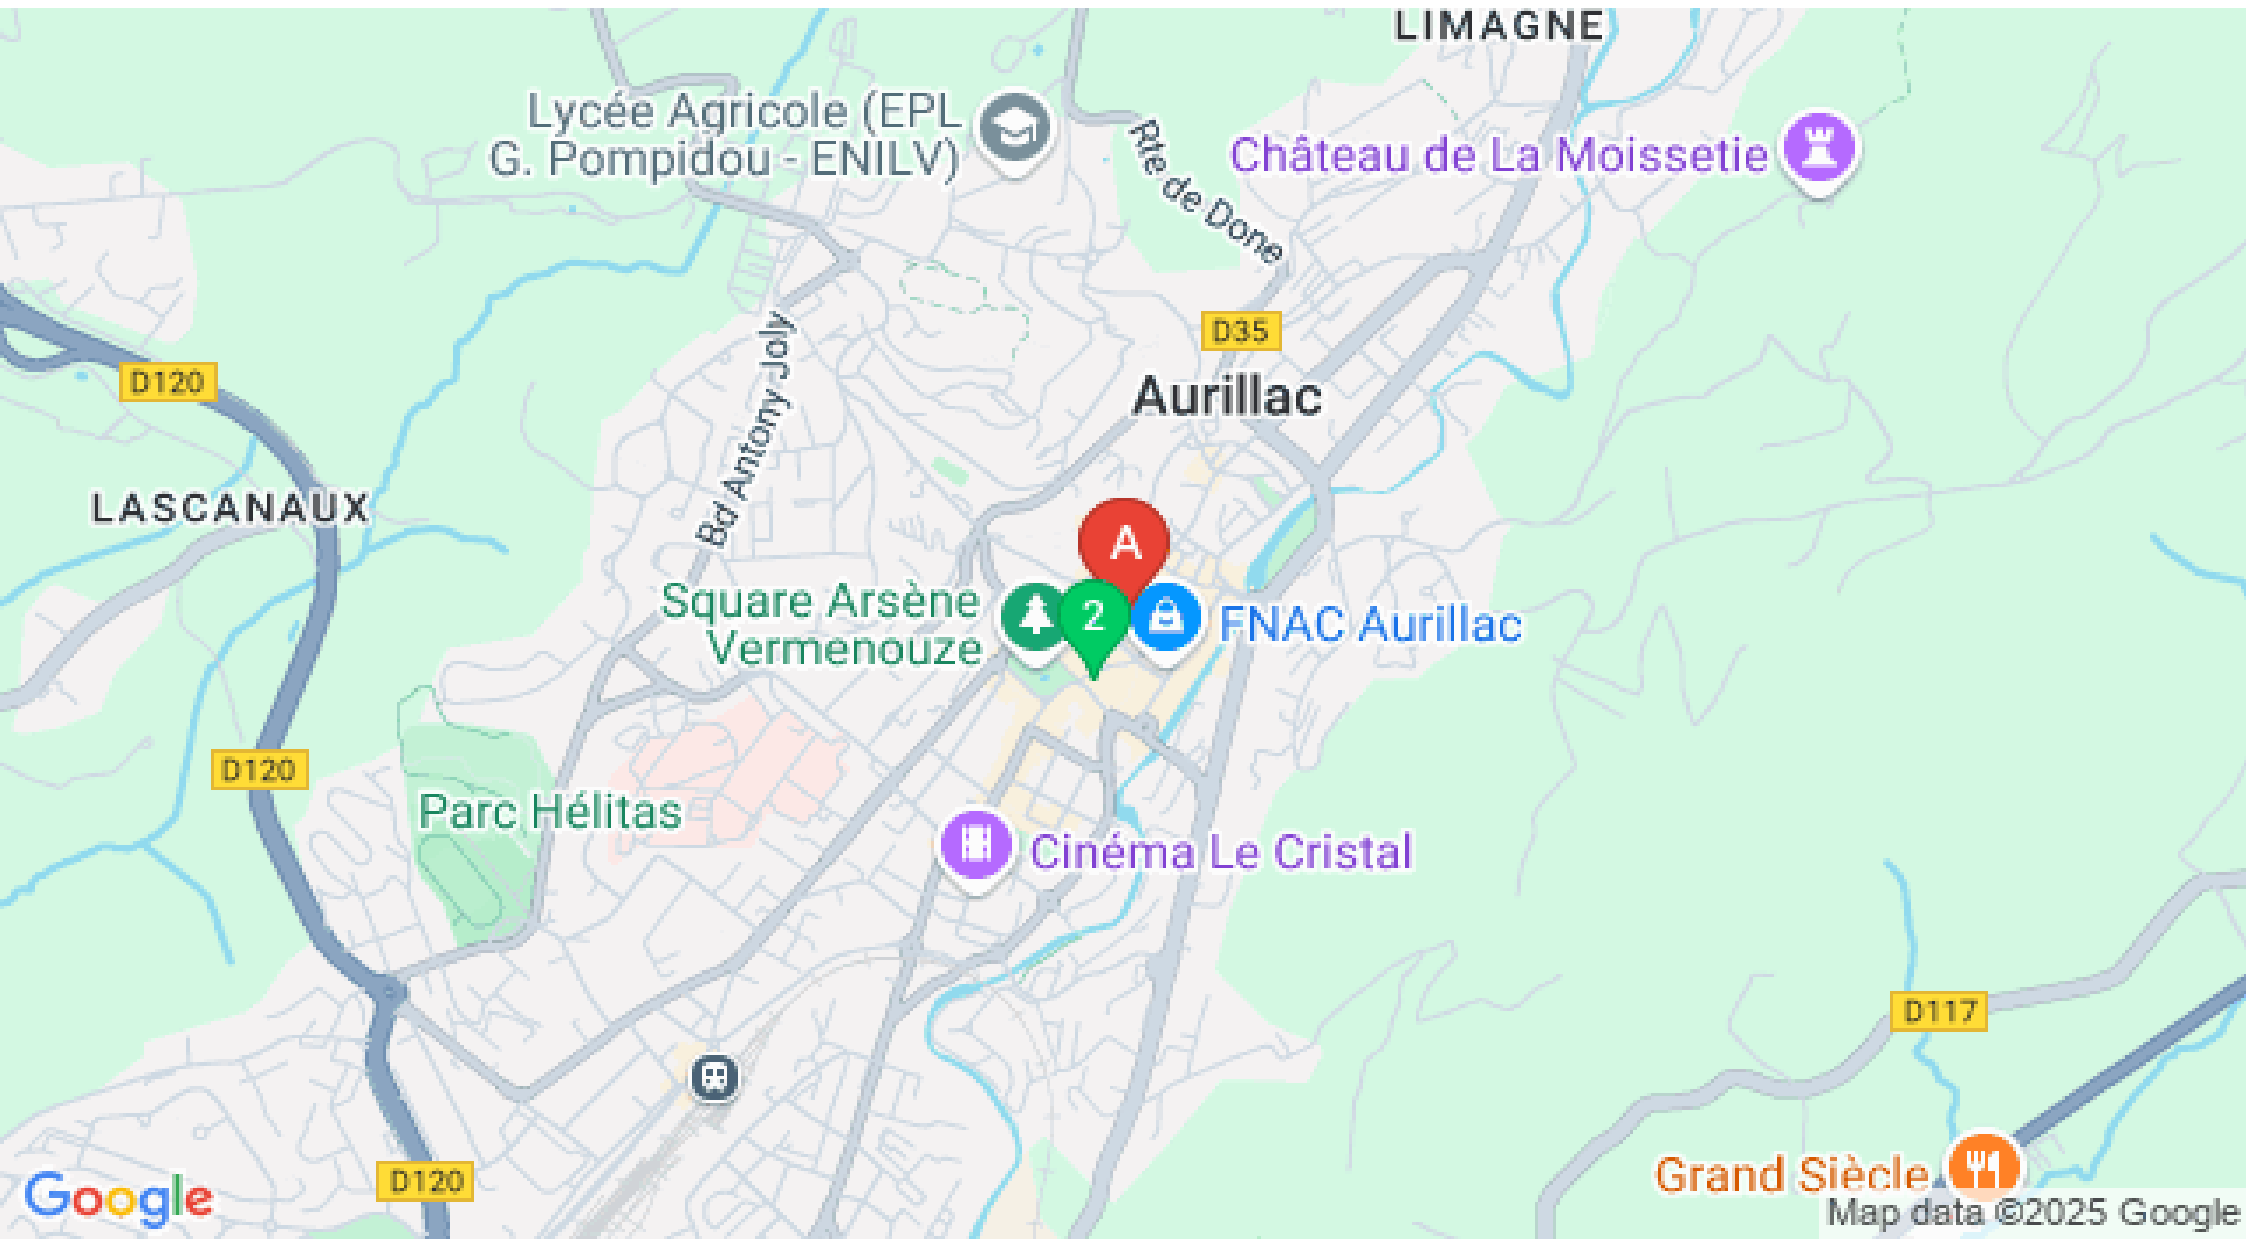 LIMAGNE
Lycée Agricole (EPL
G. Pompidou - ENILV)
Rte de Done
Château de La Moissetie
D35
Bd Antony Joly
D120
Aurillac
LASCANAUX
A
Square Arsène
Vermenouze
2
FNAC Aurillac
D120
Parc Hélitas
Cinéma Le Cristal
D117
D120
Grand Siècle
Google
Map data ©2025 Google